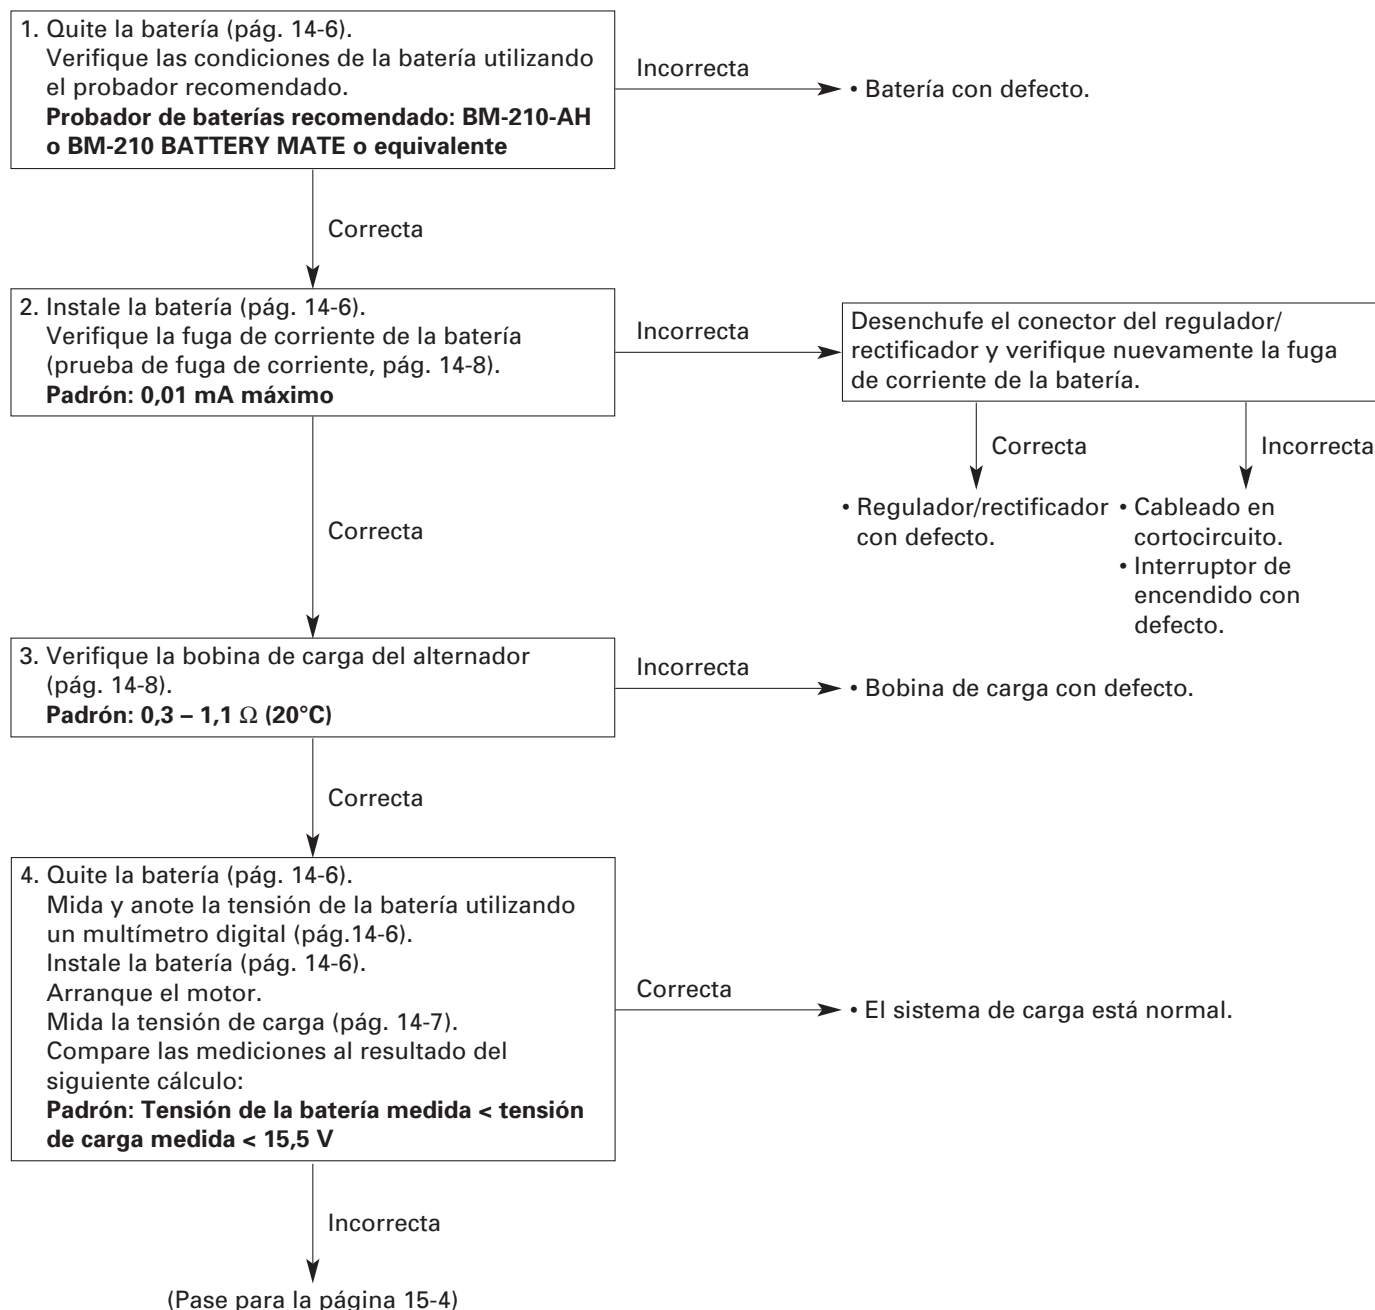 1. Quite la batería (pág. 14-6).
Verifique las condiciones de la batería utilizando
el probador recomendado.
Probador de baterías recomendado: BM-210-AH
o BM-210 BATTERY MATE o equivalente
Incorrecta
• Batería con defecto.
Correcta
2. Instale la batería (pág. 14-6).
Verifique la fuga de corriente de la batería
(prueba de fuga de corriente, pág. 14-8).
Padrón: 0,01 mA máximo
Incorrecta
Desenchufe el conector del regulador/
rectificador y verifique nuevamente la fuga
de corriente de la batería.
Correcta
Incorrecta
• Regulador/rectificador
con defecto.
• Cableado en
cortocircuito.
• Interruptor de
encendido con
defecto.
Correcta
3. Verifique la bobina de carga del alternador
(pág. 14-8).
Padrón: 0,3 – 1,1 Ω (20°C)
Incorrecta
• Bobina de carga con defecto.
Correcta
4. Quite la batería (pág. 14-6).
Mida y anote la tensión de la batería utilizando
un multímetro digital (pág.14-6).
Instale la batería (pág. 14-6).
Arranque el motor.
Mida la tensión de carga (pág. 14-7).
Compare las mediciones al resultado del
siguiente cálculo:
Padrón: Tensión de la batería medida < tensión
de carga medida < 15,5 V
Correcta
• El sistema de carga está normal.
Incorrecta
(Pase para la página 15-4)